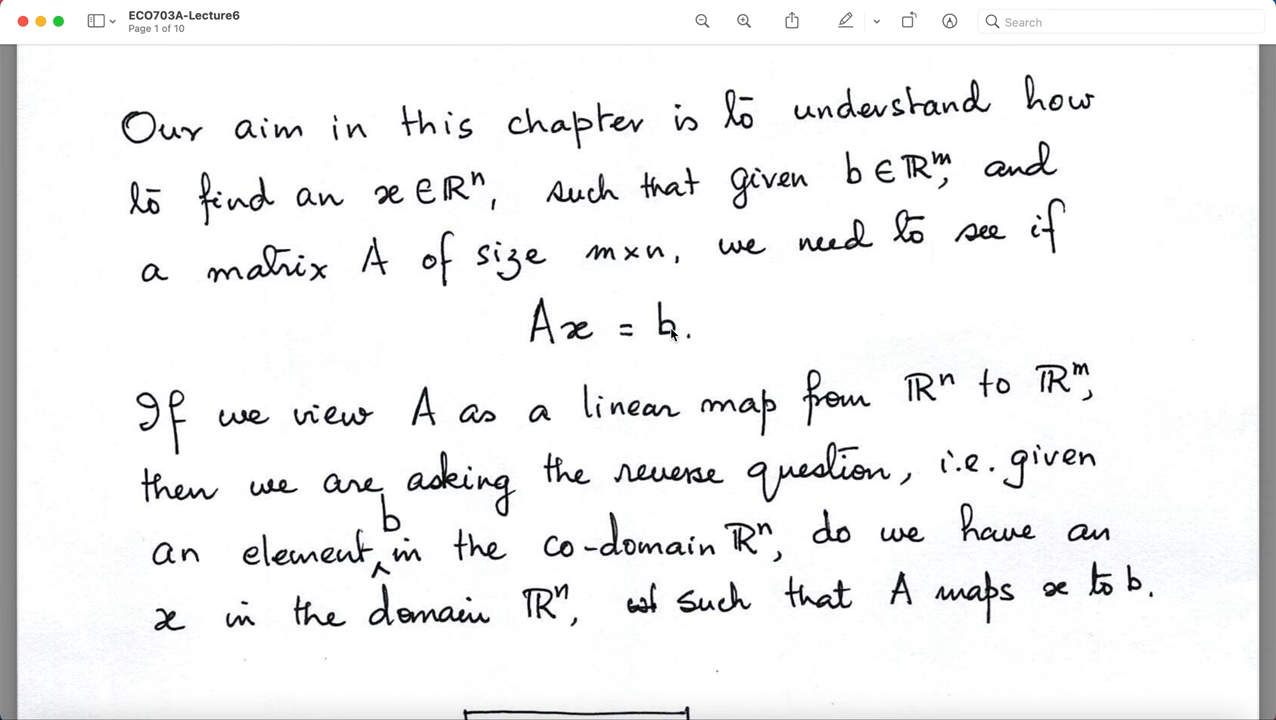 ECO703A-Lecture6
Page 1 of 10
Search
Our aim in this chapter is to understand how
to find an x ∈ ℝⁿ, such that given b ∈ ℝᵐ, and
a matrix A of size m×n, we need to see if
Ax = b.
If we view A as a linear map from ℝⁿ to ℝᵐ,
then we are asking the reverse question, i.e. given
an element b in the co-domain ℝⁿ, do we have an
x in the domain ℝⁿ, such that A maps x to b.